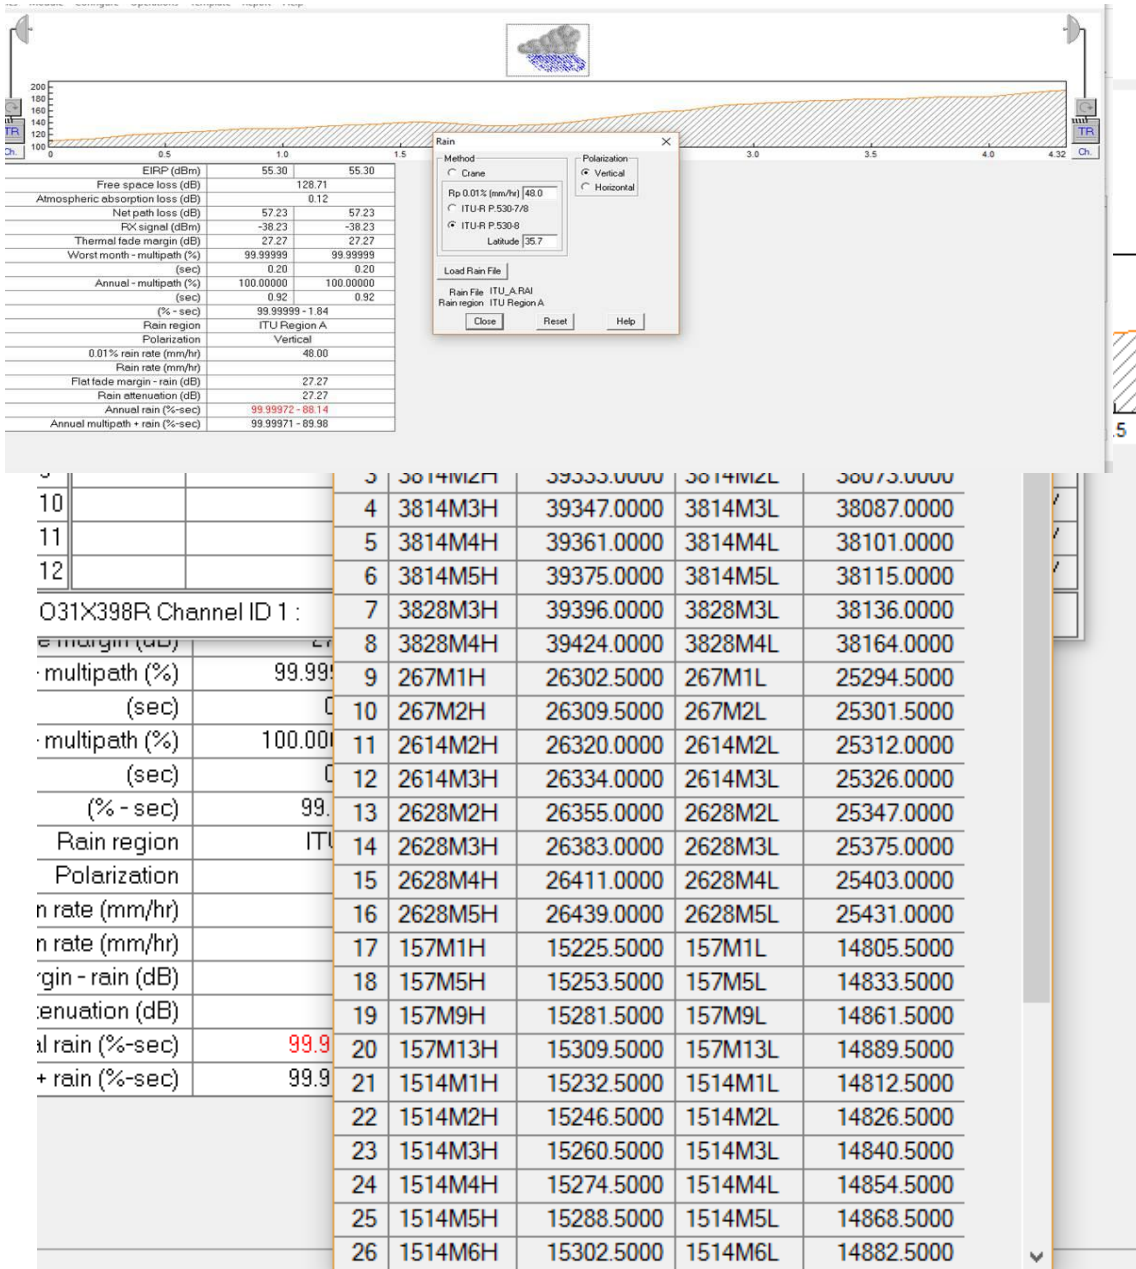 Module Configure Operations Template Report Help
200
180
160
140
120
100
0 0.5 1.0 1.5 3.0 3.5 4.0 4.32
TR
Ch.
TR
Ch.
EIRP (dBm) 55.30 55.30
Free space loss (dB) 128.71
Atmospheric absorption loss (dB) 0.12
Net path loss (dB) 57.23 57.23
RX signal (dBm) -38.23 -38.23
Thermal fade margin (dB) 27.27 27.27
Worst month - multipath (%) 99.99999 99.99999
(sec) 0.20 0.20
Annual - multipath (%) 100.00000 100.00000
(sec) 0.92 0.92
(% - sec) 99.99999 - 1.84
Rain region ITU Region A
Polarization Vertical
0.01% rain rate (mm/hr) 48.00
Rain rate (mm/hr)
Flat fade margin - rain (dB) 27.27
Rain attenuation (dB) 27.27
Annual rain (%-sec) 99.99972 - 88.14
Annual multipath + rain (%-sec) 99.99971 - 89.98
Rain
Method
Crane
Rp 0.01% (mm/hr) 48.0
ITU-R P.530-7/8
ITU-R P.530-8
Latitude 35.7
Polarization
Vertical
Horizontal
Load Rain File
Rain File ITU_A.RAI
Rain region ITU Region A
Close Reset Help
.5
10
11
12
O31X398R Channel ID 1 :
e margin (dB)
- multipath (%) 99.99
(sec)
- multipath (%) 100.00
(sec)
(% - sec) 99.
Rain region ITU
Polarization
n rate (mm/hr)
n rate (mm/hr)
rgin - rain (dB)
tenuation (dB)
al rain (%-sec) 99.9
+ rain (%-sec) 99.9
3 3814M2H 39333.0000 3814M2L 38073.0000
4 3814M3H 39347.0000 3814M3L 38087.0000
5 3814M4H 39361.0000 3814M4L 38101.0000
6 3814M5H 39375.0000 3814M5L 38115.0000
7 3828M3H 39396.0000 3828M3L 38136.0000
8 3828M4H 39424.0000 3828M4L 38164.0000
9 267M1H 26302.5000 267M1L 25294.5000
10 267M2H 26309.5000 267M2L 25301.5000
11 2614M2H 26320.0000 2614M2L 25312.0000
12 2614M3H 26334.0000 2614M3L 25326.0000
13 2628M2H 26355.0000 2628M2L 25347.0000
14 2628M3H 26383.0000 2628M3L 25375.0000
15 2628M4H 26411.0000 2628M4L 25403.0000
16 2628M5H 26439.0000 2628M5L 25431.0000
17 157M1H 15225.5000 157M1L 14805.5000
18 157M5H 15253.5000 157M5L 14833.5000
19 157M9H 15281.5000 157M9L 14861.5000
20 157M13H 15309.5000 157M13L 14889.5000
21 1514M1H 15232.5000 1514M1L 14812.5000
22 1514M2H 15246.5000 1514M2L 14826.5000
23 1514M3H 15260.5000 1514M3L 14840.5000
24 1514M4H 15274.5000 1514M4L 14854.5000
25 1514M5H 15288.5000 1514M5L 14868.5000
26 1514M6H 15302.5000 1514M6L 14882.5000